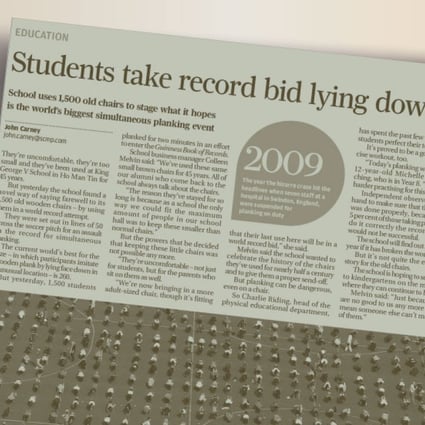 EDUCATION
Students take record bid lying dow
School uses 1,500 old chairs to stage what it hopes
is the world's biggest simultaneous planking event
John Carney
john.carney@scmp.com
They're uncomfortable, they're too
small and they've been used at King
George V School in Ho Man Tin for
45 years.
But yesterday the school found a
novel way of saying farewell to its
1,500 old wooden chairs – by using
them in a world record attempt.
They were set out in lines of 50
across the soccer pitch for an assault
on the record for simultaneous
planking.
The current world's best for the
– in which participants imitate
wooden plank by lying face down in
unusual location – is 200.
But yesterday, 1,500 students
planked for two minutes in an effort
to enter the Guinness Book of Records.
School business manager Colleen
Melvin said: "We've used these same
small brown chairs for 45 years. All of
our alumni who come back to the
school always talk about the chairs.
"The reason they've stayed for so
long is because as a school the only
way we could fit the maximum
amount of people in our school
hall was to keep these smaller than
normal chairs."
But the powers that be decided
that keeping these little chairs was
not possible any more.
"They're uncomfortable – not just
for students, but for the parents who
sit on them as well.
"We're now bringing in a more
adult-sized chair, though it's fitting
2009
The year the bizarre craze hit the
headlines when some staff at a
hospital in Swindon, England,
were suspended for
planking on duty
that their last use here will be in a
world record bid," she said.
Melvin said the school wanted to
celebrate the history of the chairs
they've used for nearly half a century
and to give them a proper send-off.
But planking can be dangerous,
even on a chair.
So Charlie Riding, head of the
physical educational department,
has spent the past few
students perfect their te
It's proved to be a go
cise workout, too.
"Today's planking w
12-year-old Michelle
ching, who is in Year 8. "
harder practising for this
Independent observe
hand to make sure that
was done properly, beca
5 per cent of those taking p
do it correctly the record
would not be successful.
The school will find out
year if it has broken the wor
But it's not quite the e
story for the old chairs.
The school is hoping to
to kindergartens on the m
where they can continue to b
Melvin said: "Just becau
are no good to us any more
mean someone else can't m
of them."